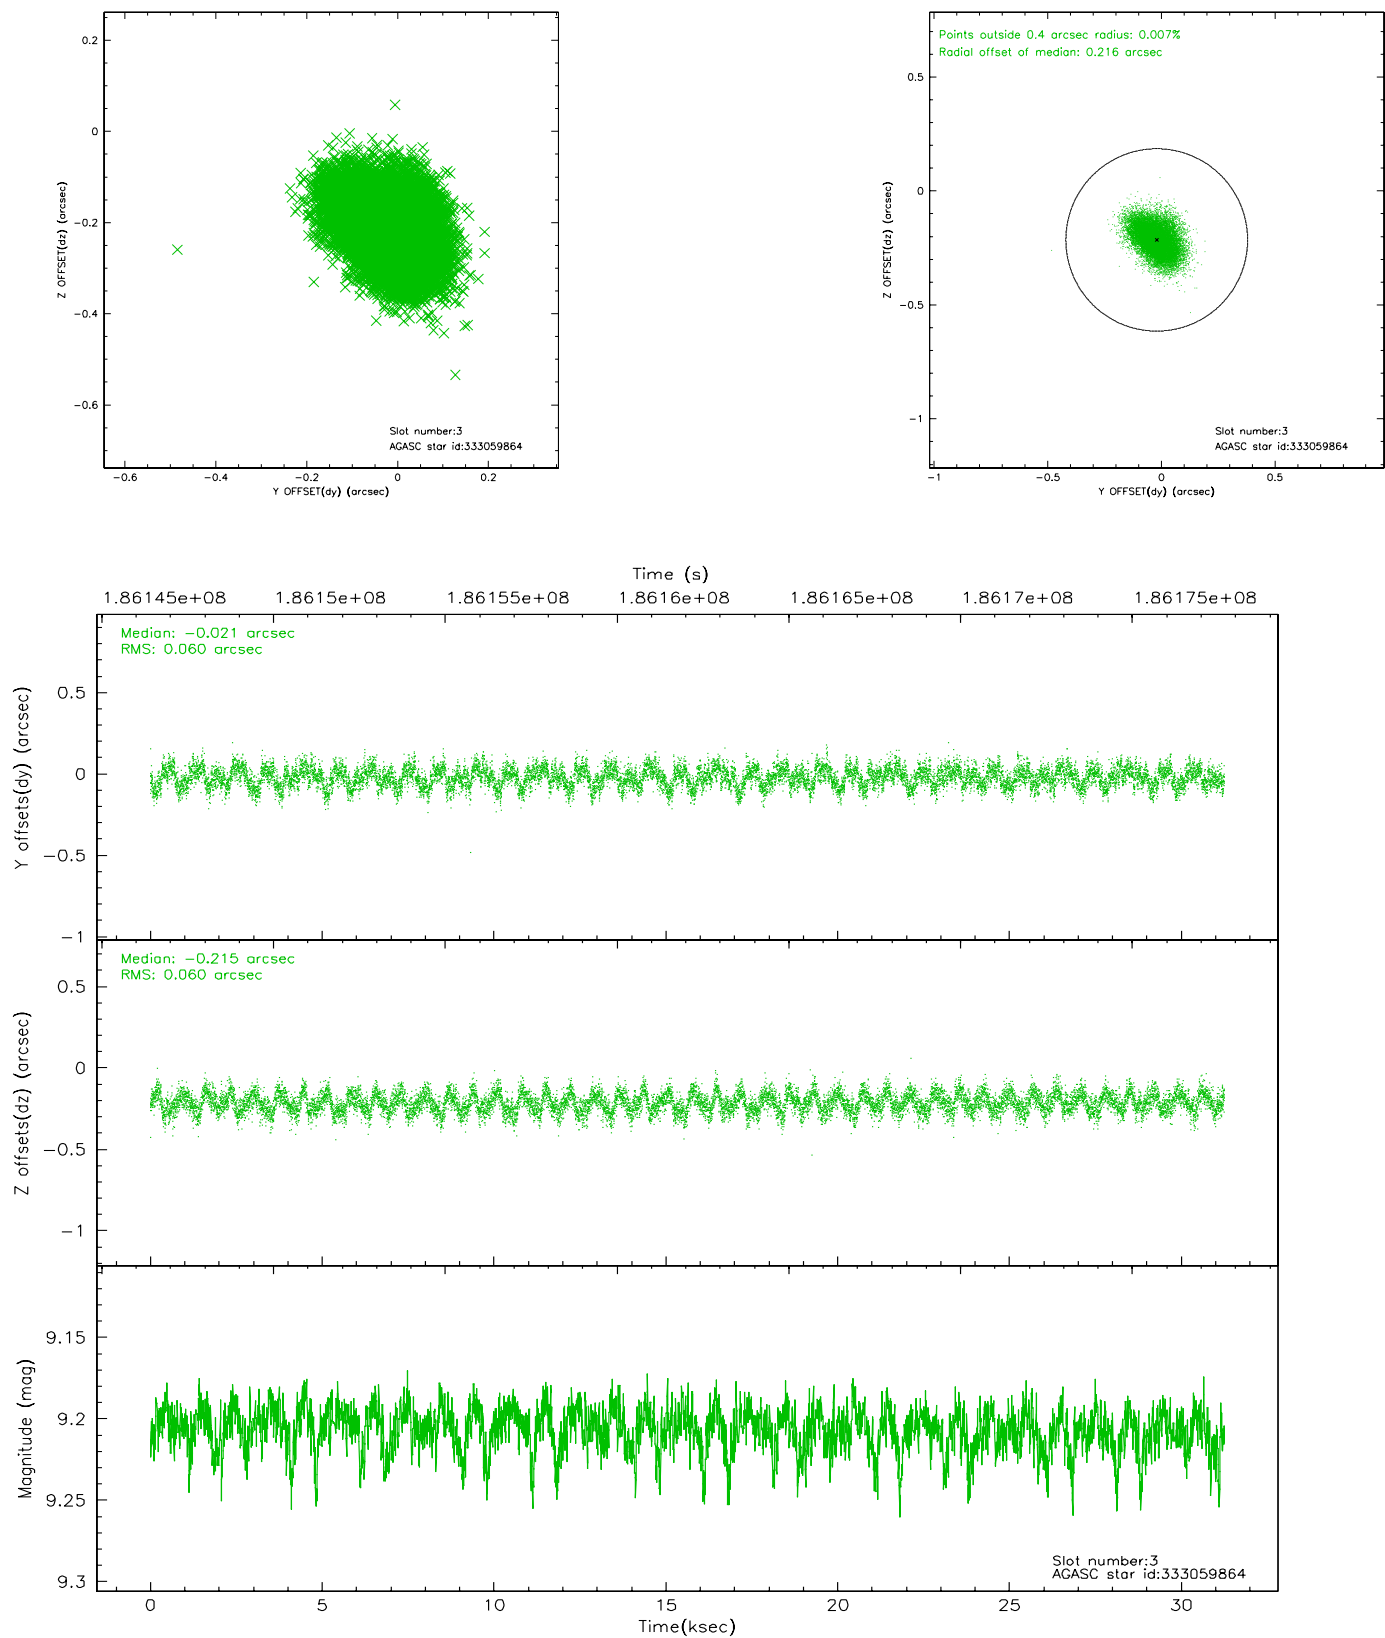 0.2
0
−0.2
−0.4
−0.6
Z OFFSET(dz) (arcsec)
Slot number:3
AGASC star id:333059864
−0.6 −0.4 −0.2 0 0.2
Y OFFSET(dy) (arcsec)
Points outside 0.4 arcsec radius: 0.007%
Radial offset of median: 0.216 arcsec
0.5
0
−0.5
−1
Z OFFSET(dz) (arcsec)
Slot number:3
AGASC star id:333059864
−1 −0.5 0 0.5
Y OFFSET(dy) (arcsec)
Time (s)
1.86145e+08 1.8615e+08 1.86155e+08 1.8616e+08 1.86165e+08 1.8617e+08 1.86175e+08
Median: −0.021 arcsec
RMS: 0.060 arcsec
0.5
0
−0.5
−1
Y offsets(dy) (arcsec)
Median: −0.215 arcsec
RMS: 0.060 arcsec
0.5
0
−0.5
−1
Z offsets(dz) (arcsec)
9.15
9.2
9.25
9.3
Magnitude (mag)
Slot number:3
AGASC star id:333059864
0 5 10 15 20 25 30
Time(ksec)